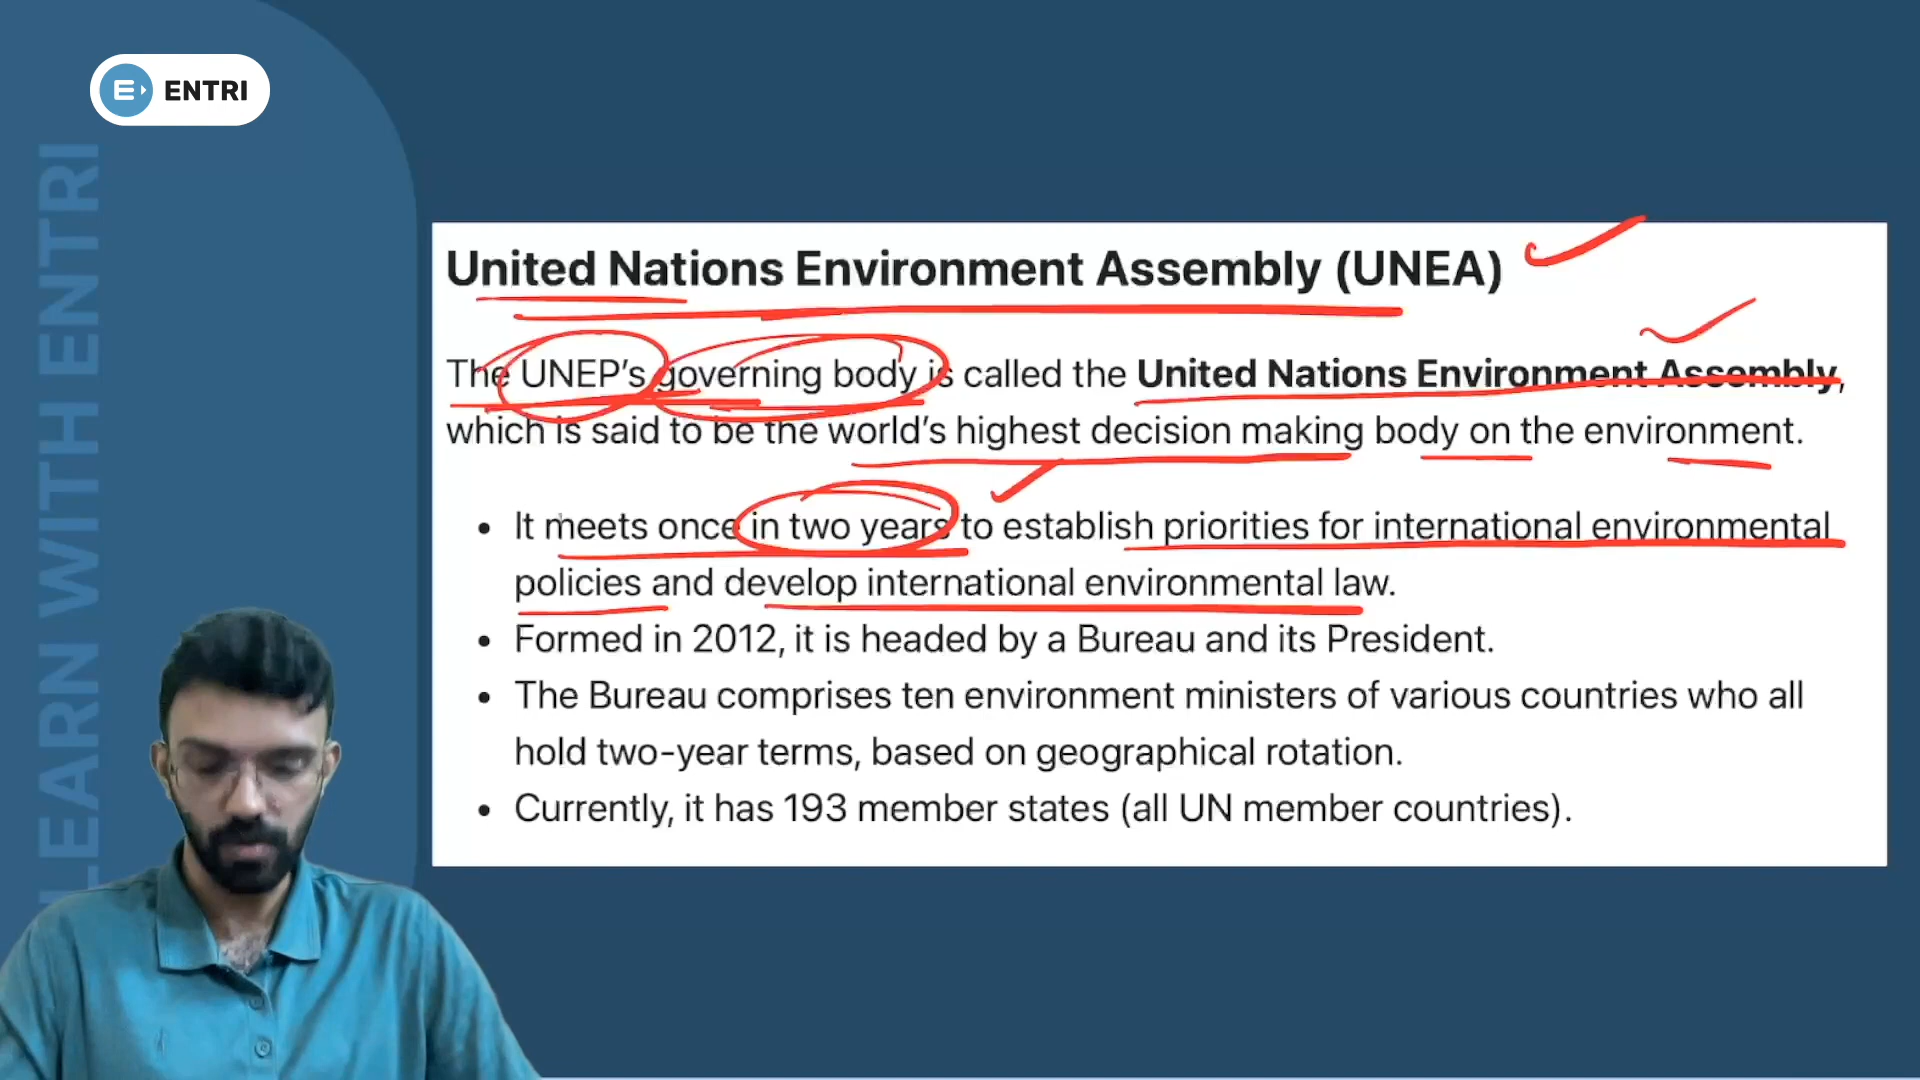 ENTRI
LEARN WITH ENTRI
United Nations Environment Assembly (UNEA)
The UNEP’s governing body is called the United Nations Environment Assembly,
which is said to be the world’s highest decision making body on the environment.
• It meets once in two years to establish priorities for international environmental
policies and develop international environmental law.
• Formed in 2012, it is headed by a Bureau and its President.
• The Bureau comprises ten environment ministers of various countries who all
hold two-year terms, based on geographical rotation.
• Currently, it has 193 member states (all UN member countries).